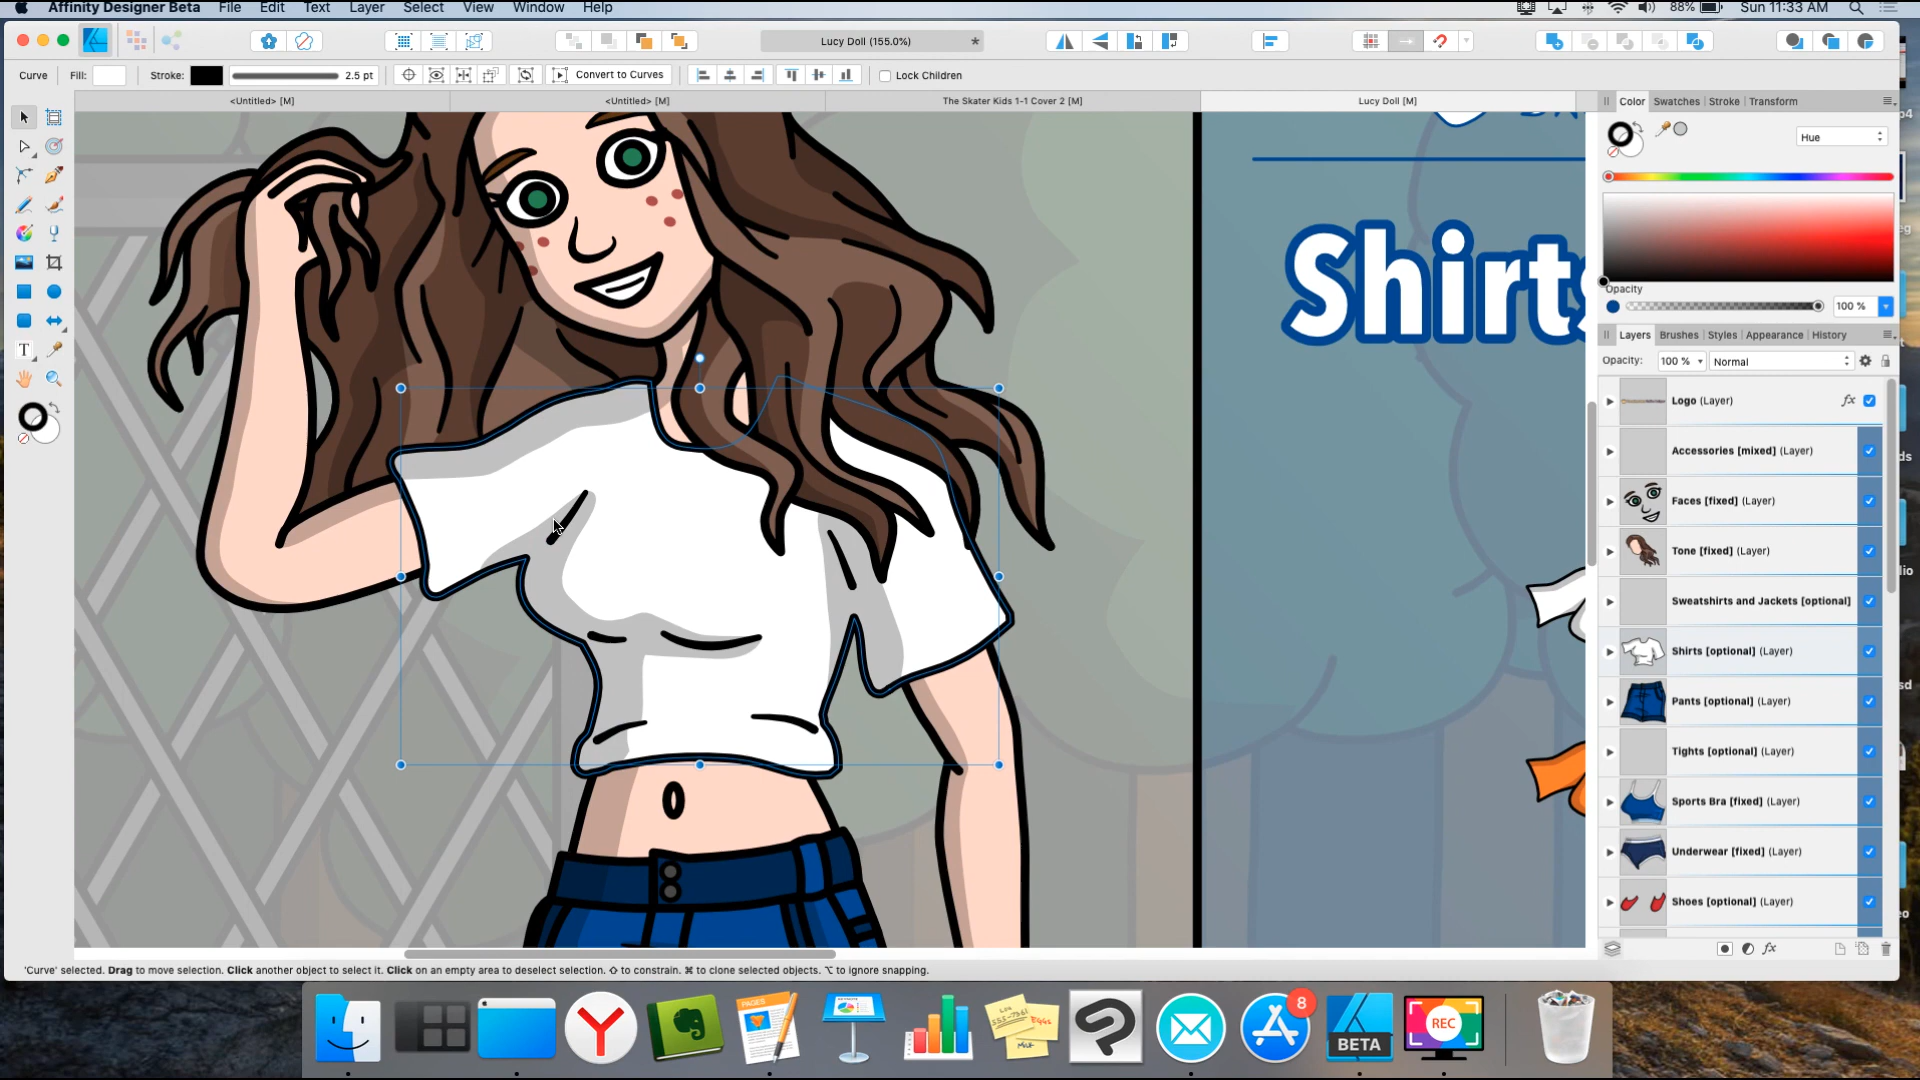 Affinity Designer Beta File Edit Text Layer Select View Window Help 88% Sun 11:33 AM
Lucy Doll (155.0%) *
Curve Fill: Stroke: 2.5 pt Convert to Curves Lock Children
<Untitled> [M] <Untitled> [M] The Skater Kids 1-1 Cover 2 [M] Lucy Doll [M]
Color Swatches Stroke Transform
Hue
Opacity
100 %
Layers Brushes Styles Appearance History
Opacity: 100 % Normal
Logo (Layer) fx
Accessories [mixed] (Layer)
Faces [fixed] (Layer)
Tone [fixed] (Layer)
Sweatshirts and Jackets [optional]
Shirts [optional] (Layer)
Pants [optional] (Layer)
Tights [optional] (Layer)
Sports Bra [fixed] (Layer)
Underwear [fixed] (Layer)
Shoes [optional] (Layer)
fx
Shirts
T
'Curve' selected. Drag to move selection. Click another object to select it. Click on an empty area to deselect selection. ⇧ to constrain. ⌘ to clone selected objects. ⌥ to ignore snapping.
PAGES
8
BETA
REC